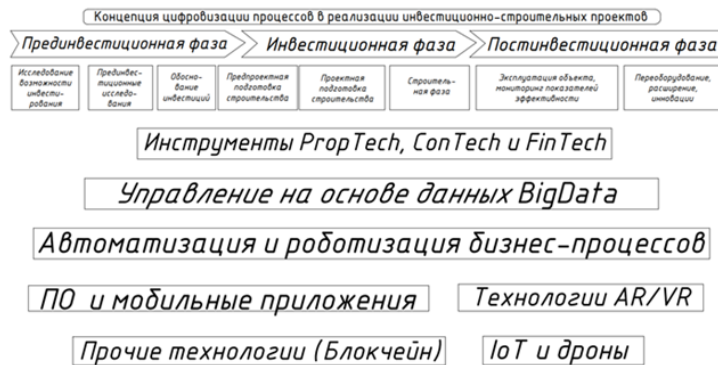 Концепция цифровизации процессов в реализации инвестиционно-строительных проектов
Прединвестиционная фаза
Инвестиционная фаза
Постинвестиционная фаза
Исследование
возможности
инвести-
рования
Прединвес-
тиционные
исследо-
вания
Обосно-
вание
инвестиций
Предпроектная
подготовка
строительства
Проектная
подготовка
строительства
Строитель-
ная фаза
Эксплуатация объекта,
мониторинг показателей
эффективности
Переоборудование,
расширение,
инновации
Инструменты PropTech, ConTech и FinTech
Управление на основе данных BigData
Автоматизация и роботизация бизнес-процессов
ПО и мобильные приложения
Технологии AR/VR
Прочие технологии (Блокчейн)
IoT и дроны